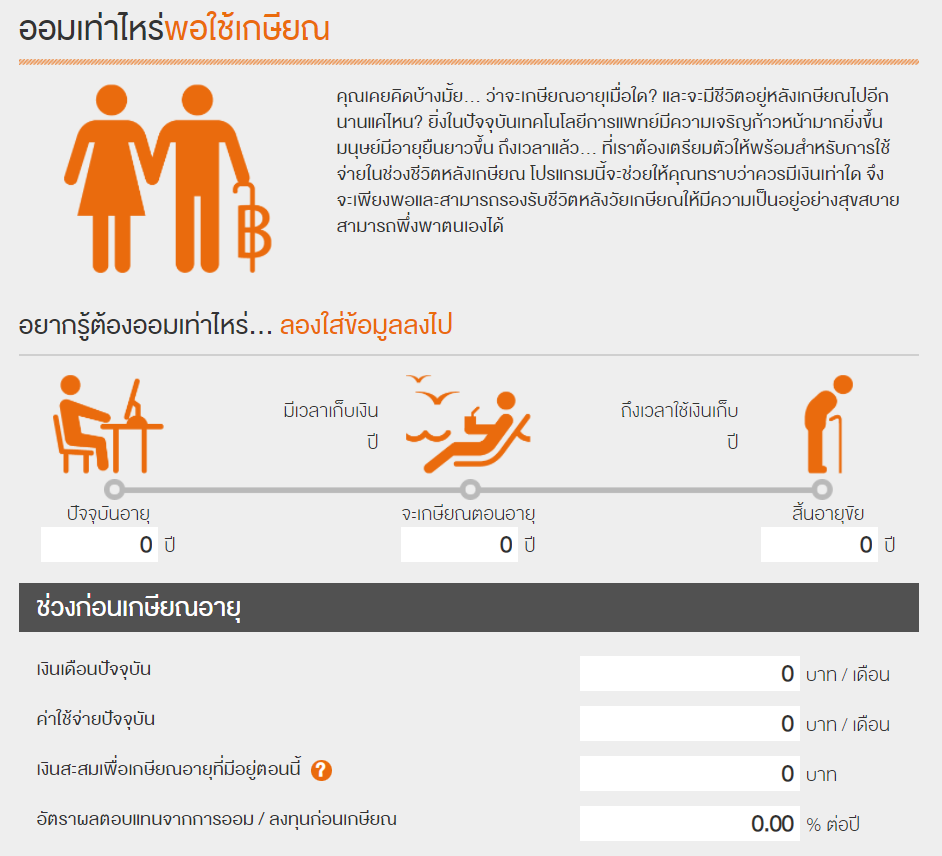 ออมเท่าไหร่พอใช้เกษียณ
คุณเคยคิดบ้างมั้ย... ว่าจะเกษียณอายุเมื่อใด? และจะมีชีวิตอยู่หลังเกษียณไปอีก
นานแค่ไหน? ยิ่งในปัจจุบันเทคโนโลยีการแพทย์มีความเจริญก้าวหน้ามากยิ่งขึ้น
มนุษย์มีอายุยืนยาวขึ้น ถึงเวลาแล้ว... ที่เราต้องเตรียมตัวให้พร้อมสำหรับการใช้
จ่ายในช่วงชีวิตหลังเกษียณ โปรแกรมนี้จะช่วยให้คุณทราบว่าควรมีเงินเท่าใด จึง
จะเพียงพอและสามารถรองรับชีวิตหลังวัยเกษียณให้มีความเป็นอยู่อย่างสุขสบาย
สามารถพึ่งพาตนเองได้
อยากรู้ต้องออมเท่าไหร่... ลองใส่ข้อมูลลงไป
มีเวลาเก็บเงิน ถึงเวลาใช้เงินเก็บ
ปี ปี
ปัจจุบันอายุ จะเกษียณตอนอายุ สิ้นอายุขัย
0 ปี 0 ปี 0 ปี
ช่วงก่อนเกษียณอายุ
เงินเดือนปัจจุบัน 0 บาท / เดือน
ค่าใช้จ่ายปัจจุบัน 0 บาท / เดือน
เงินสะสมเพื่อเกษียณอายุที่มีอยู่ตอนนี้ ? 0 บาท
อัตราผลตอบแทนจากการออม / ลงทุนก่อนเกษียณ 0.00 % ต่อปี